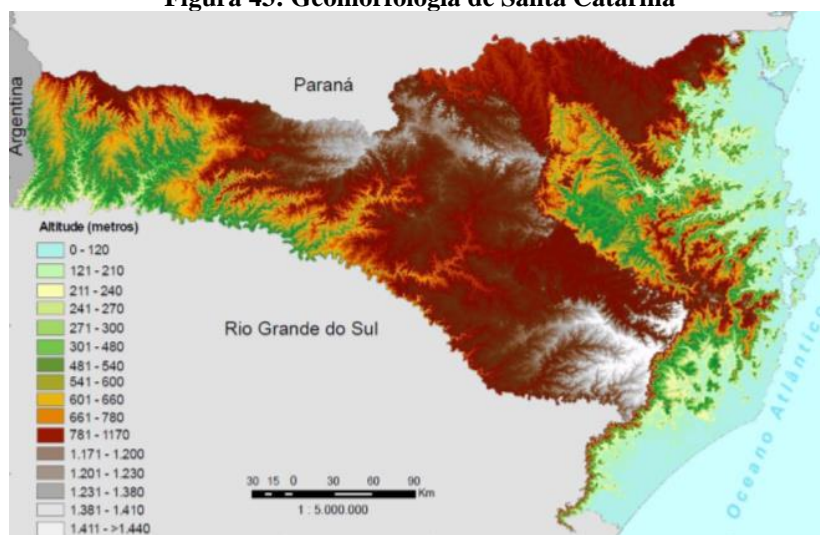 Figura 43: Geomorfologia de Santa Catarina
Argentina
Paraná
Rio Grande do Sul
Oceano Atlântico
Altitude (metros)
0 - 120
121 - 210
211 - 240
241 - 270
271 - 300
301 - 480
481 - 540
541 - 600
601 - 660
661 - 780
781 - 1170
1.171 - 1.200
1.201 - 1.230
1.231 - 1.380
1.381 - 1.410
1.411 - >1.440
30 15 0 30 60 90
Km
1 : 5.000.000